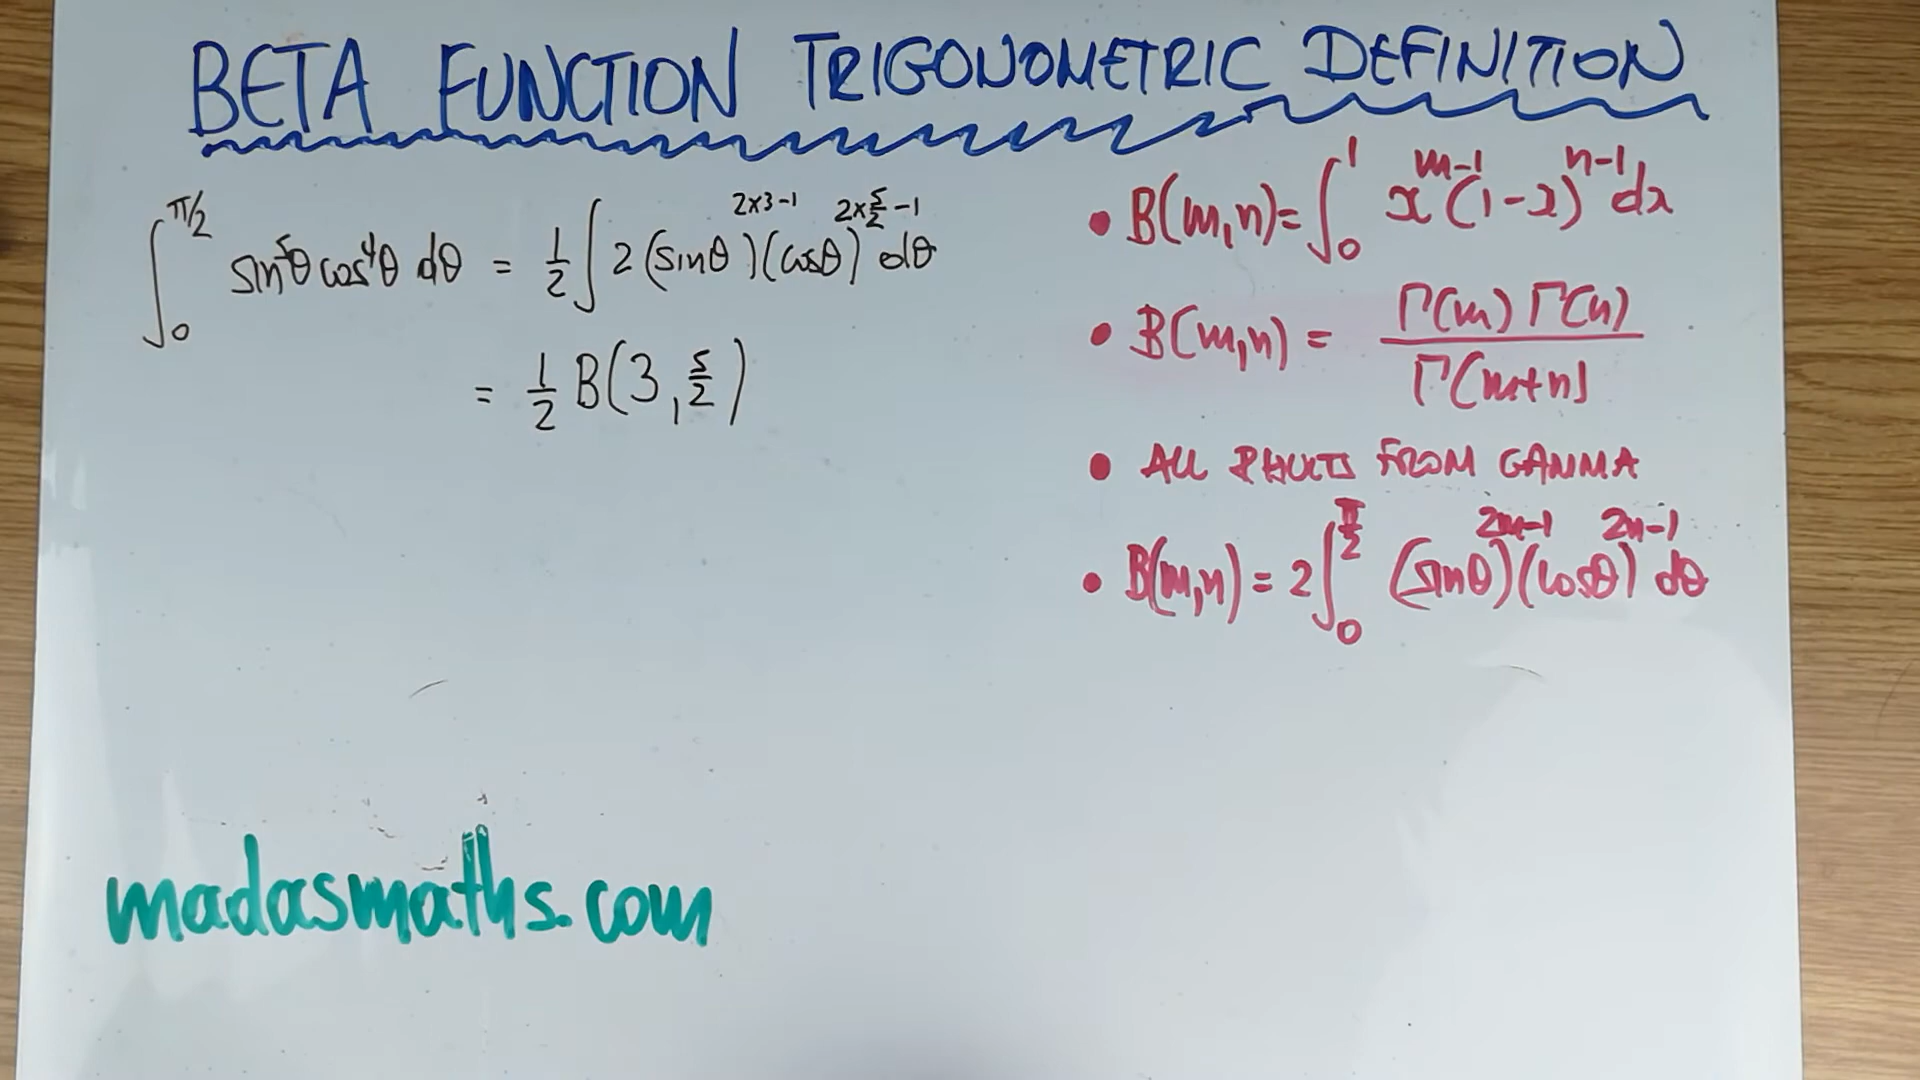 BETA FUNCTION TRIGONOMETRIC DEFINITION
∫₀^{π/2} sin⁵θ cos⁴θ dθ = 1/2 ∫ 2 (sinθ)^{2×3-1} (cosθ)^{2×5/2-1} dθ
= 1/2 B(3, 5/2)
• B(m,n) = ∫₀¹ x^{m-1} (1-x)^{n-1} dx
• B(m,n) = Γ(m) Γ(n) / Γ(m+n)
• ALL RESULTS FROM GAMMA
• B(m,n) = 2 ∫₀^{π/2} (sinθ)^{2m-1} (cosθ)^{2n-1} dθ
madasmaths.com